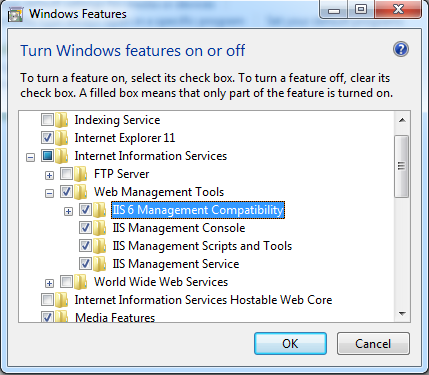 Windows Features
Turn Windows features on or off
To turn a feature on, select its check box. To turn a feature off, clear its
check box. A filled box means that only part of the feature is turned on.
Indexing Service
Internet Explorer 11
Internet Information Services
FTP Server
Web Management Tools
IIS 6 Management Compatibility
IIS Management Console
IIS Management Scripts and Tools
IIS Management Service
World Wide Web Services
Internet Information Services Hostable Web Core
Media Features
OK
Cancel